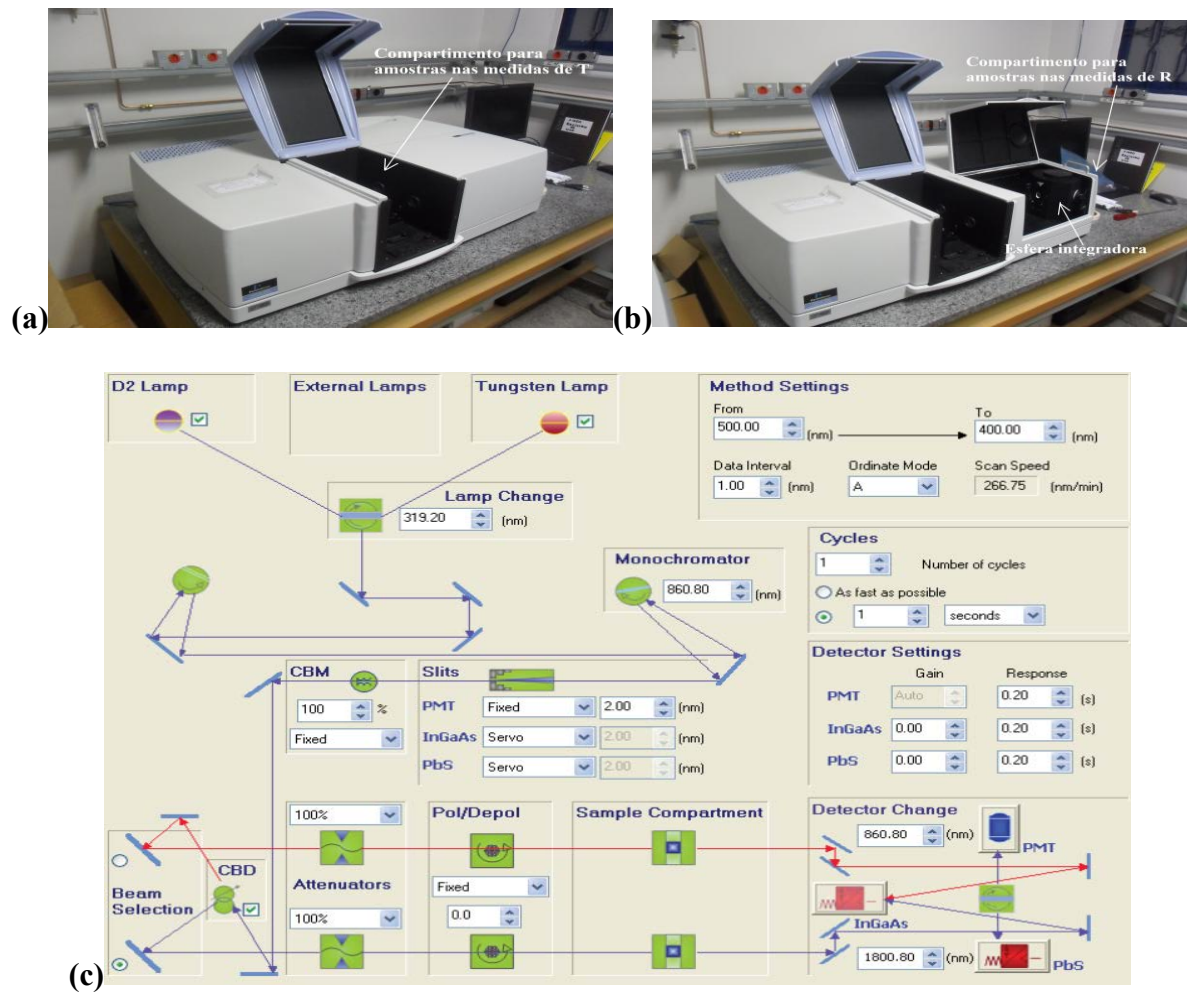 Compartimento para
amostras nas medidas de T
(a)
Compartimento para
amostras nas medidas de R
Esfera integradora
(b)
D2 Lamp
External Lamps
Tungsten Lamp
Lamp Change
319.20 (nm)
Monochromator
860.80 (nm)
Method Settings
From
To
500.00 (nm)
400.00 (nm)
Data Interval
Ordinate Mode
Scan Speed
1.00 (nm)
A
266.75 (nm/min)
Cycles
1 Number of cycles
As fast as possible
1 seconds
CBM
100 %
Fixed
Slits
PMT Fixed 2.00 (nm)
InGaAs Servo 2.00 (nm)
PbS Servo 2.00 (nm)
Detector Settings
Gain Response
PMT Auto 0.20 (s)
InGaAs 0.00 0.20 (s)
PbS 0.00 0.20 (s)
Beam
Selection
CBD
100%
Attenuators
100%
Pol/Depol
Fixed
0.0
Sample Compartment
Detector Change
860.80 (nm)
PMT
InGaAs
1800.80 (nm)
PbS
(c)